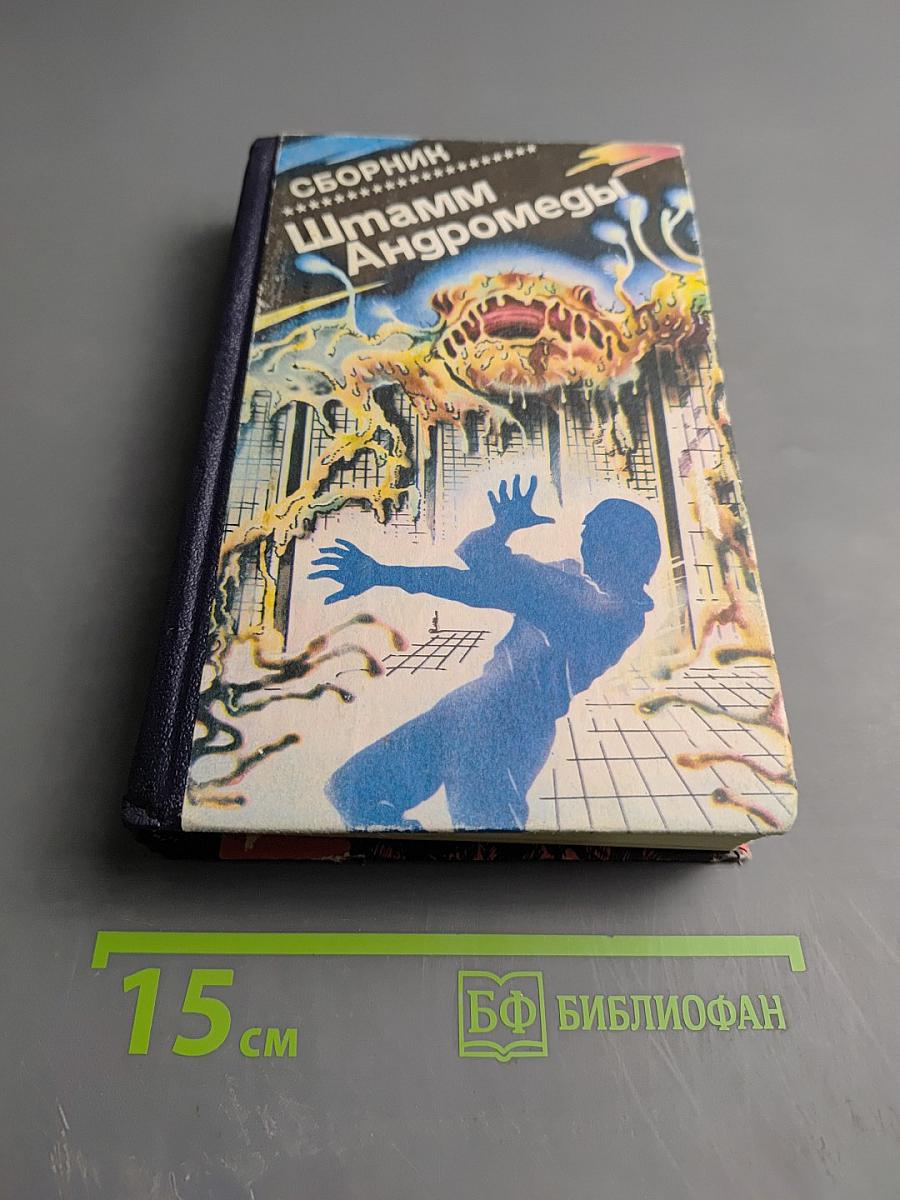 СБОРНИК
Штамм
Андромеды
15 см
БФ БИБЛИОФАН